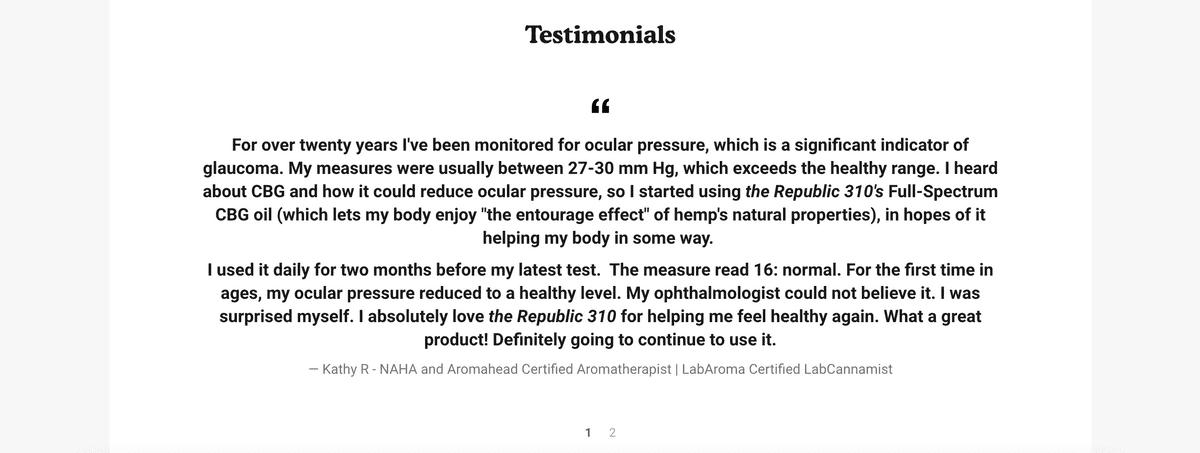 Testimonials
“
For over twenty years I've been monitored for ocular pressure, which is a significant indicator of
glaucoma. My measures were usually between 27-30 mm Hg, which exceeds the healthy range. I heard
about CBG and how it could reduce ocular pressure, so I started using the Republic 310's Full-Spectrum
CBG oil (which lets my body enjoy "the entourage effect" of hemp's natural properties), in hopes of it
helping my body in some way.
I used it daily for two months before my latest test.  The measure read 16: normal. For the first time in
ages, my ocular pressure reduced to a healthy level. My ophthalmologist could not believe it. I was
surprised myself. I absolutely love the Republic 310 for helping me feel healthy again. What a great
product! Definitely going to continue to use it.
— Kathy R - NAHA and Aromahead Certified Aromatherapist | LabAroma Certified LabCannamist
1 2